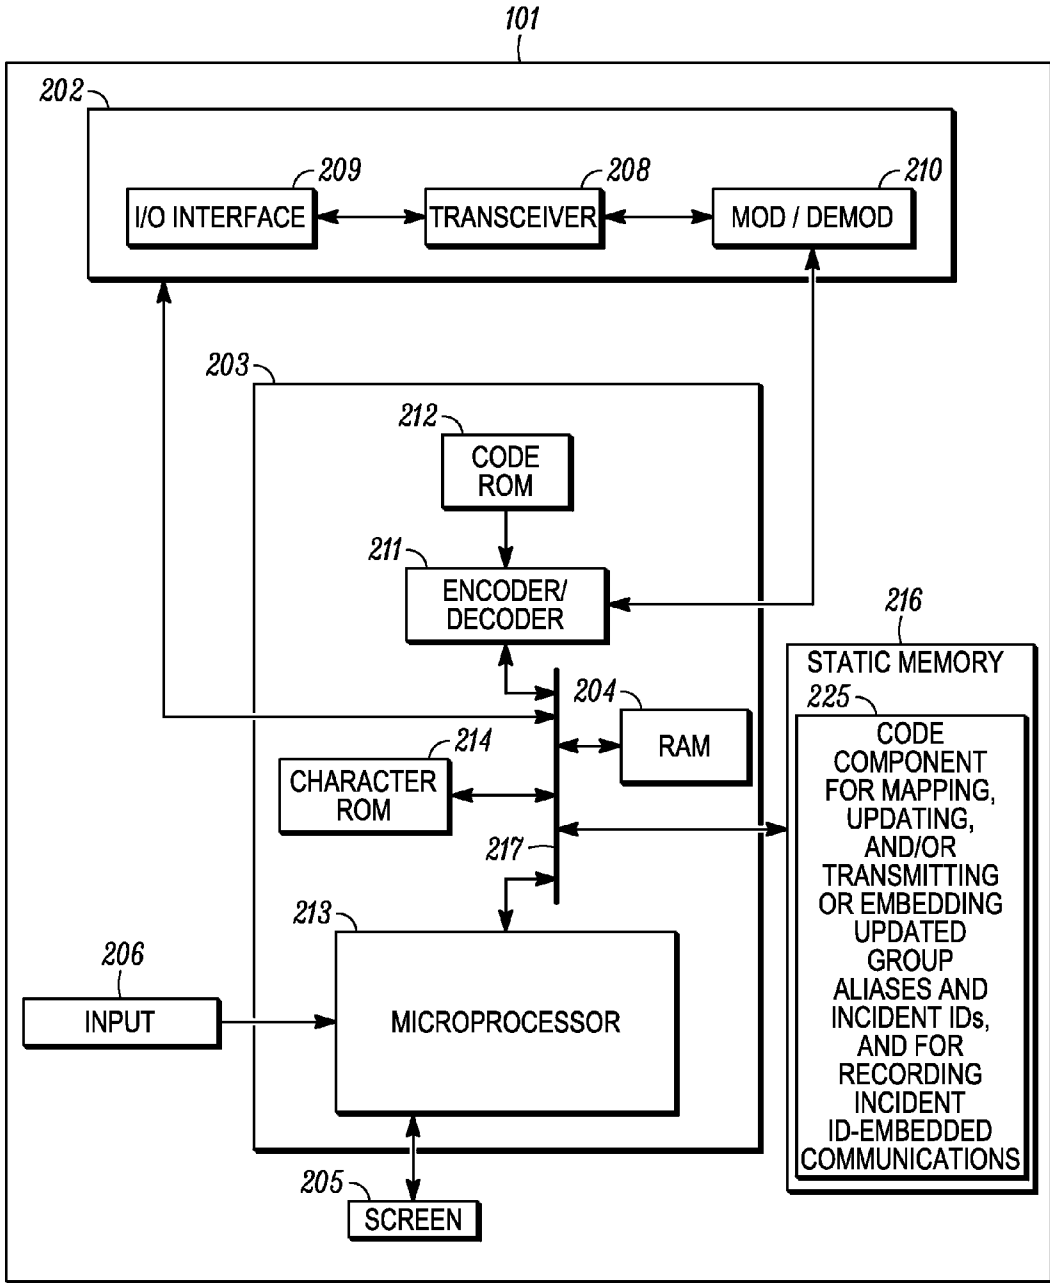 101
202
209
208
210
I/O INTERFACE
TRANSCEIVER
MOD / DEMOD
203
212
CODE
ROM
211
ENCODER/
DECODER
216
STATIC MEMORY
204
225
RAM
214
CHARACTER
ROM
217
CODE
COMPONENT
FOR MAPPING,
UPDATING,
AND/OR
TRANSMITTING
OR EMBEDDING
UPDATED
GROUP
ALIASES AND
INCIDENT IDs,
AND FOR
RECORDING
INCIDENT
ID-EMBEDDED
COMMUNICATIONS
213
MICROPROCESSOR
206
INPUT
205
SCREEN